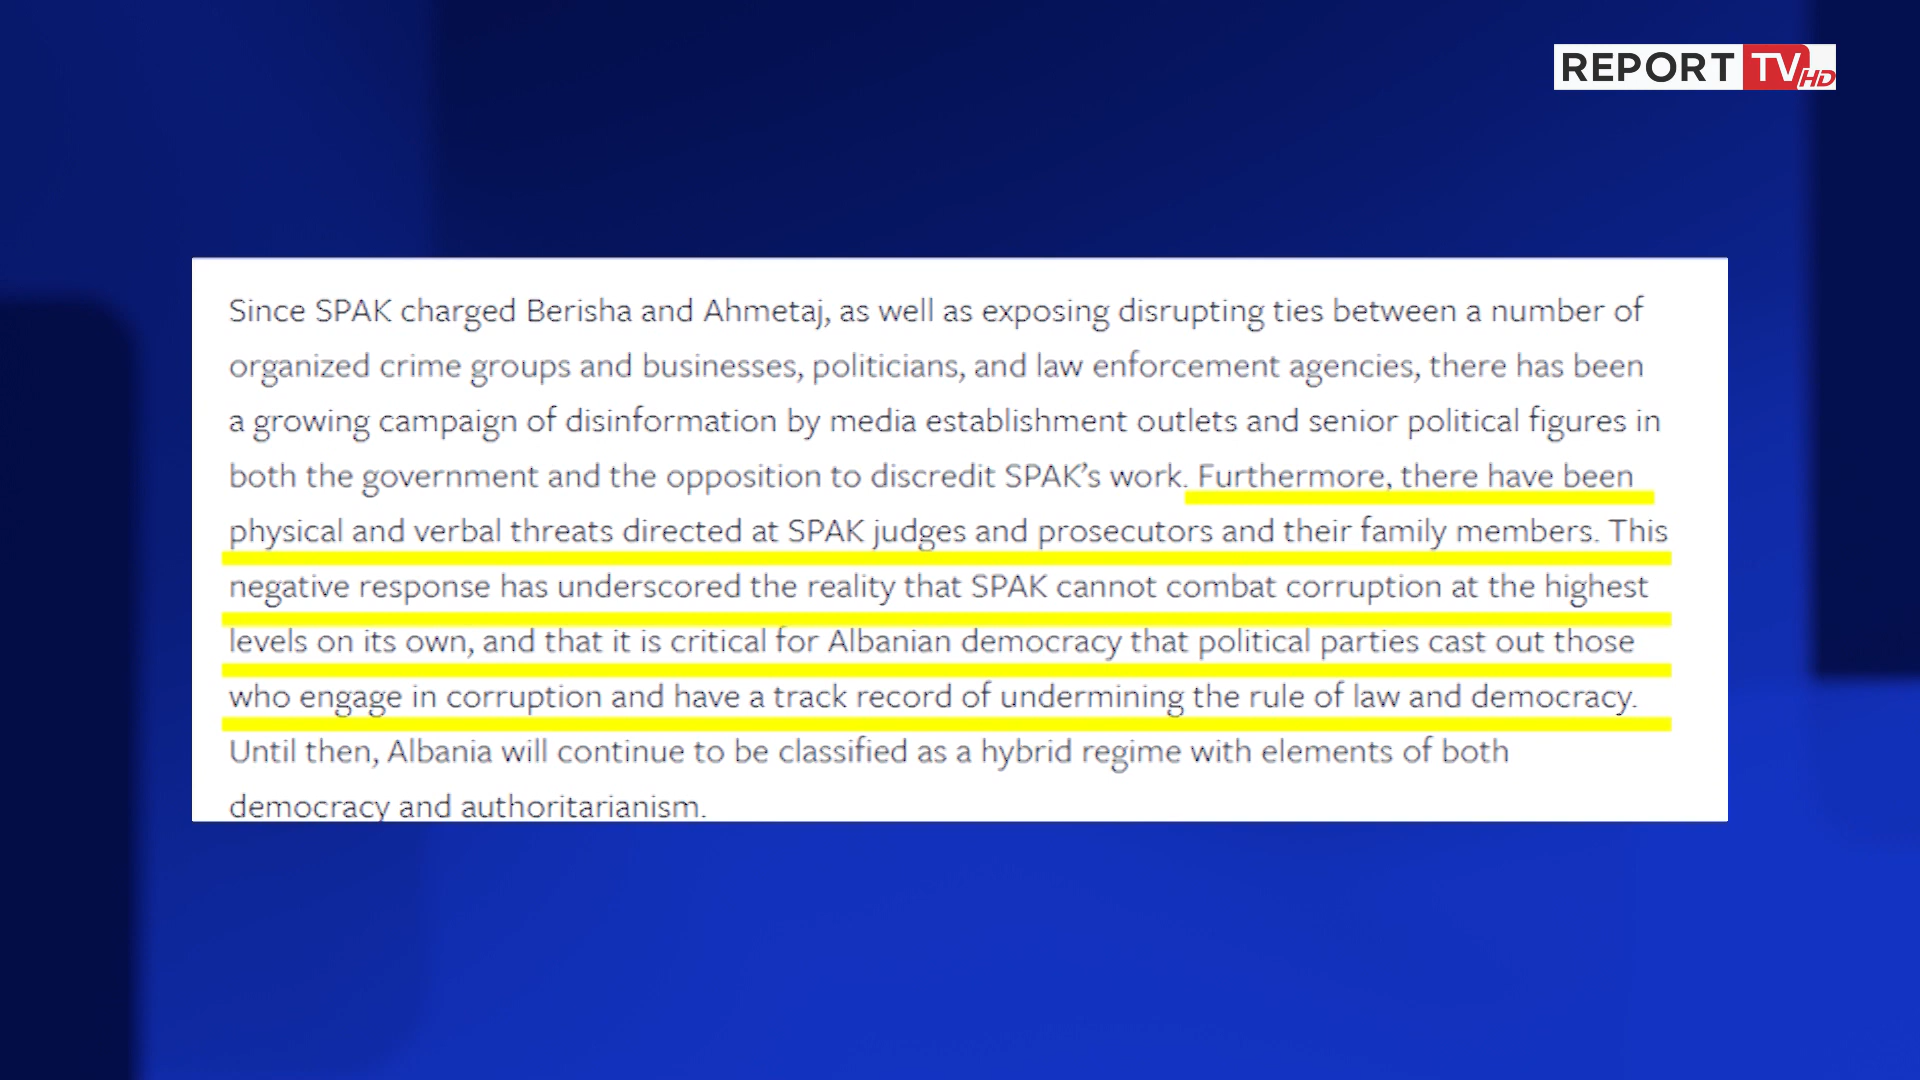 REPORT TV HD
Since SPAK charged Berisha and Ahmetaj, as well as exposing disrupting ties between a number of
organized crime groups and businesses, politicians, and law enforcement agencies, there has been
a growing campaign of disinformation by media establishment outlets and senior political figures in
both the government and the opposition to discredit SPAK’s work. Furthermore, there have been
physical and verbal threats directed at SPAK judges and prosecutors and their family members. This
negative response has underscored the reality that SPAK cannot combat corruption at the highest
levels on its own, and that it is critical for Albanian democracy that political parties cast out those
who engage in corruption and have a track record of undermining the rule of law and democracy.
Until then, Albania will continue to be classified as a hybrid regime with elements of both
democracy and authoritarianism.